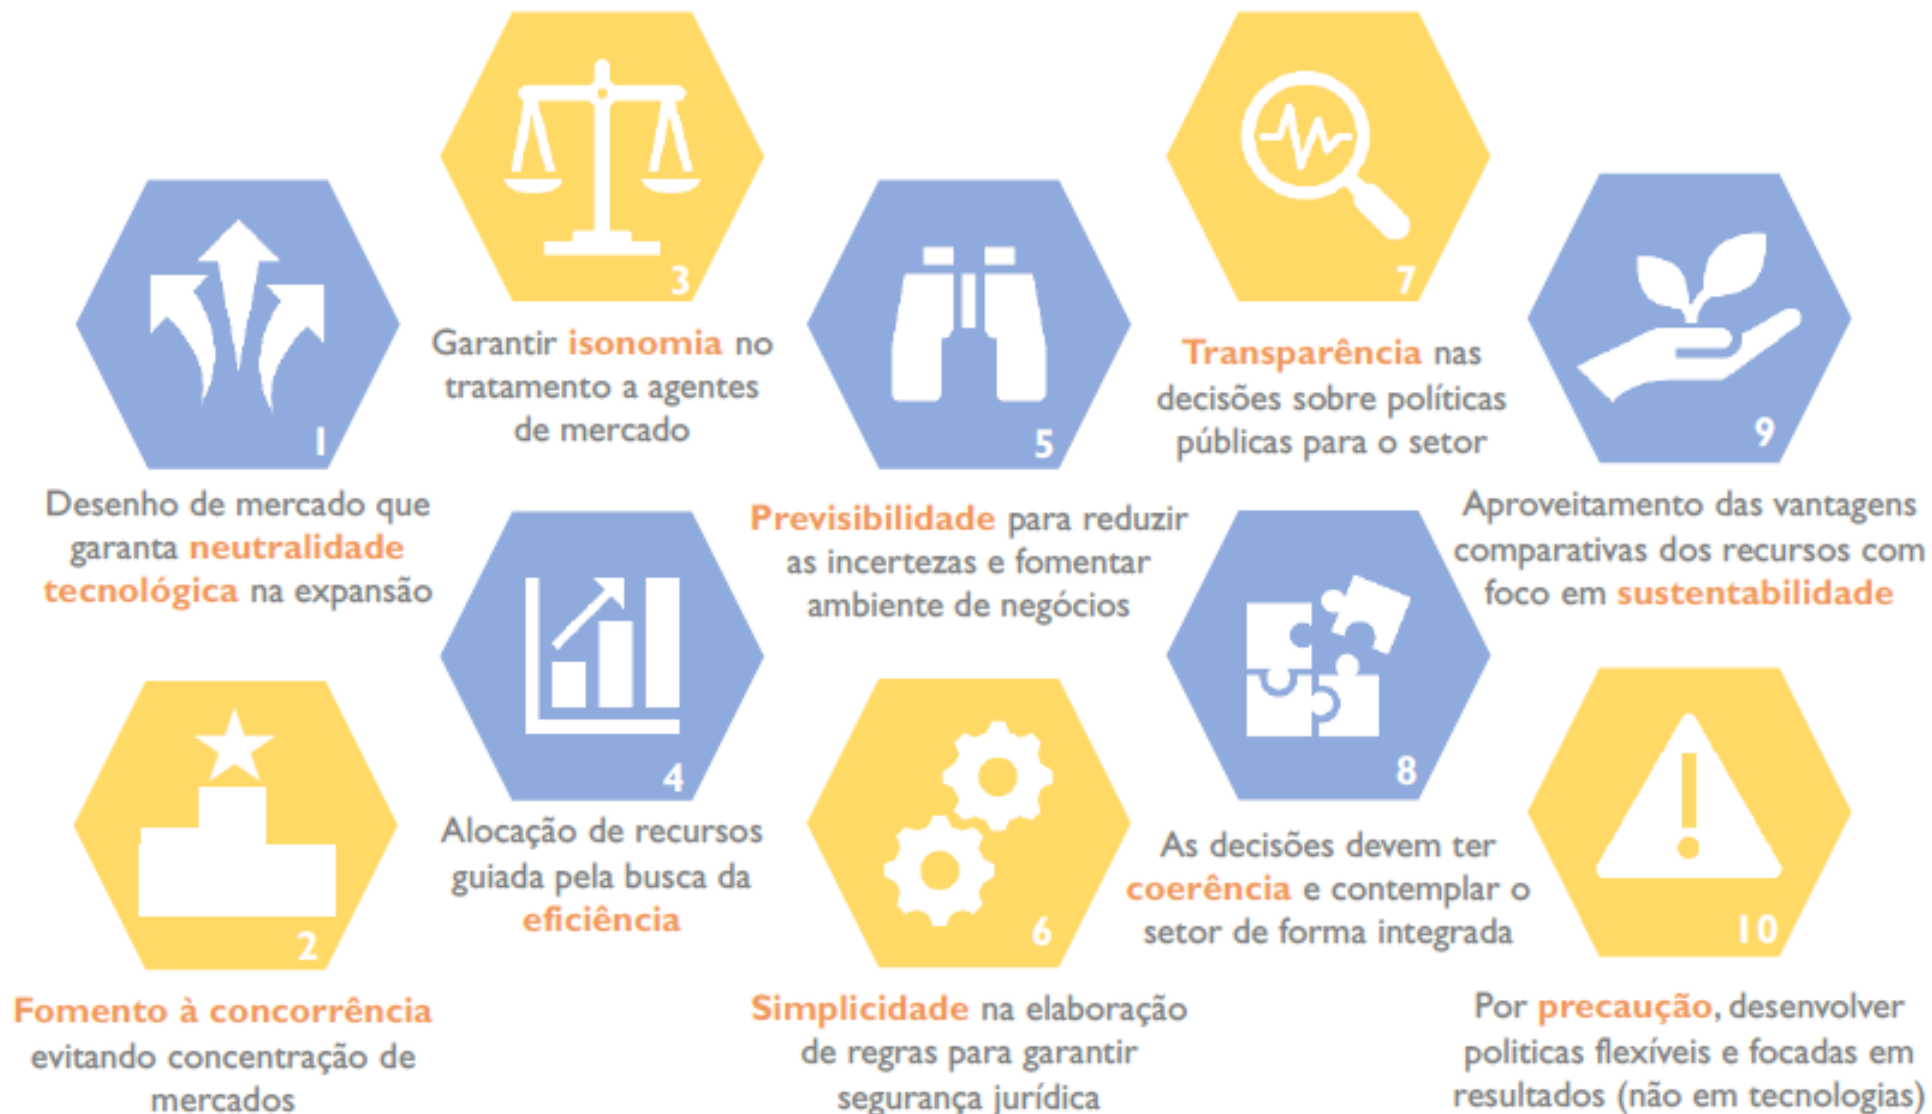 1
Desenho de mercado que
garanta neutralidade
tecnológica na expansão
2
Fomento à concorrência
evitando concentração de
mercados
3
Garantir isonomia no
tratamento a agentes
de mercado
4
Alocação de recursos
guiada pela busca da
eficiência
5
Previsibilidade para reduzir
as incertezas e fomentar
ambiente de negócios
6
Simplicidade na elaboração
de regras para garantir
segurança jurídica
7
Transparência nas
decisões sobre políticas
públicas para o setor
8
As decisões devem ter
coerência e contemplar o
setor de forma integrada
9
Aproveitamento das vantagens
comparativas dos recursos com
foco em sustentabilidade
10
Por precaução, desenvolver
politicas flexíveis e focadas em
resultados (não em tecnologias)